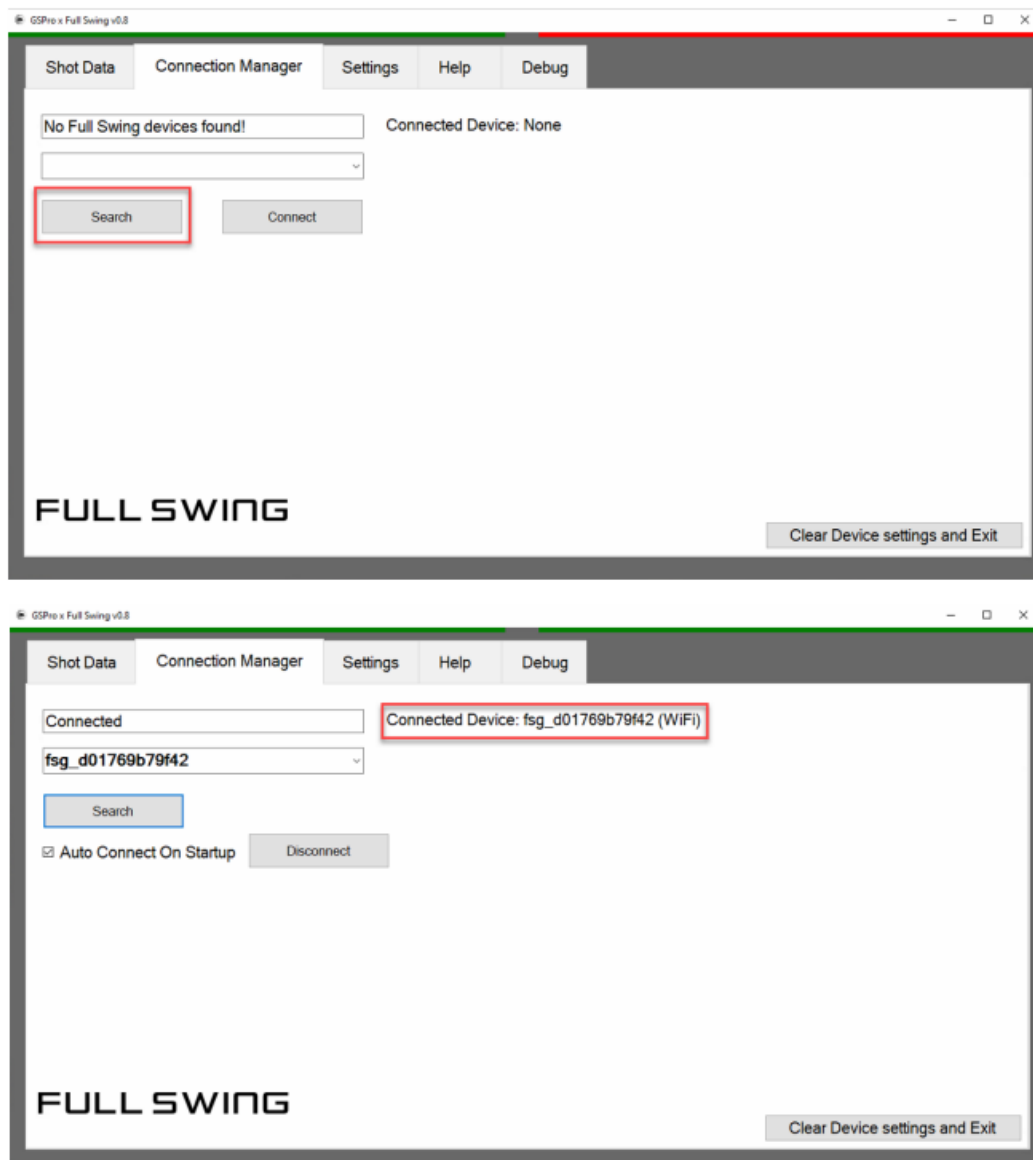 GSPro x Full Swing v0.8
Shot Data Connection Manager Settings Help Debug
No Full Swing devices found! Connected Device: None
Search Connect
FULL SWING
Clear Device settings and Exit
GSPro x Full Swing v0.8
Shot Data Connection Manager Settings Help Debug
Connected Connected Device: fsg_d01769b79f42 (WiFi)
fsg_d01769b79f42
Search
Auto Connect On Startup Disconnect
FULL SWING
Clear Device settings and Exit